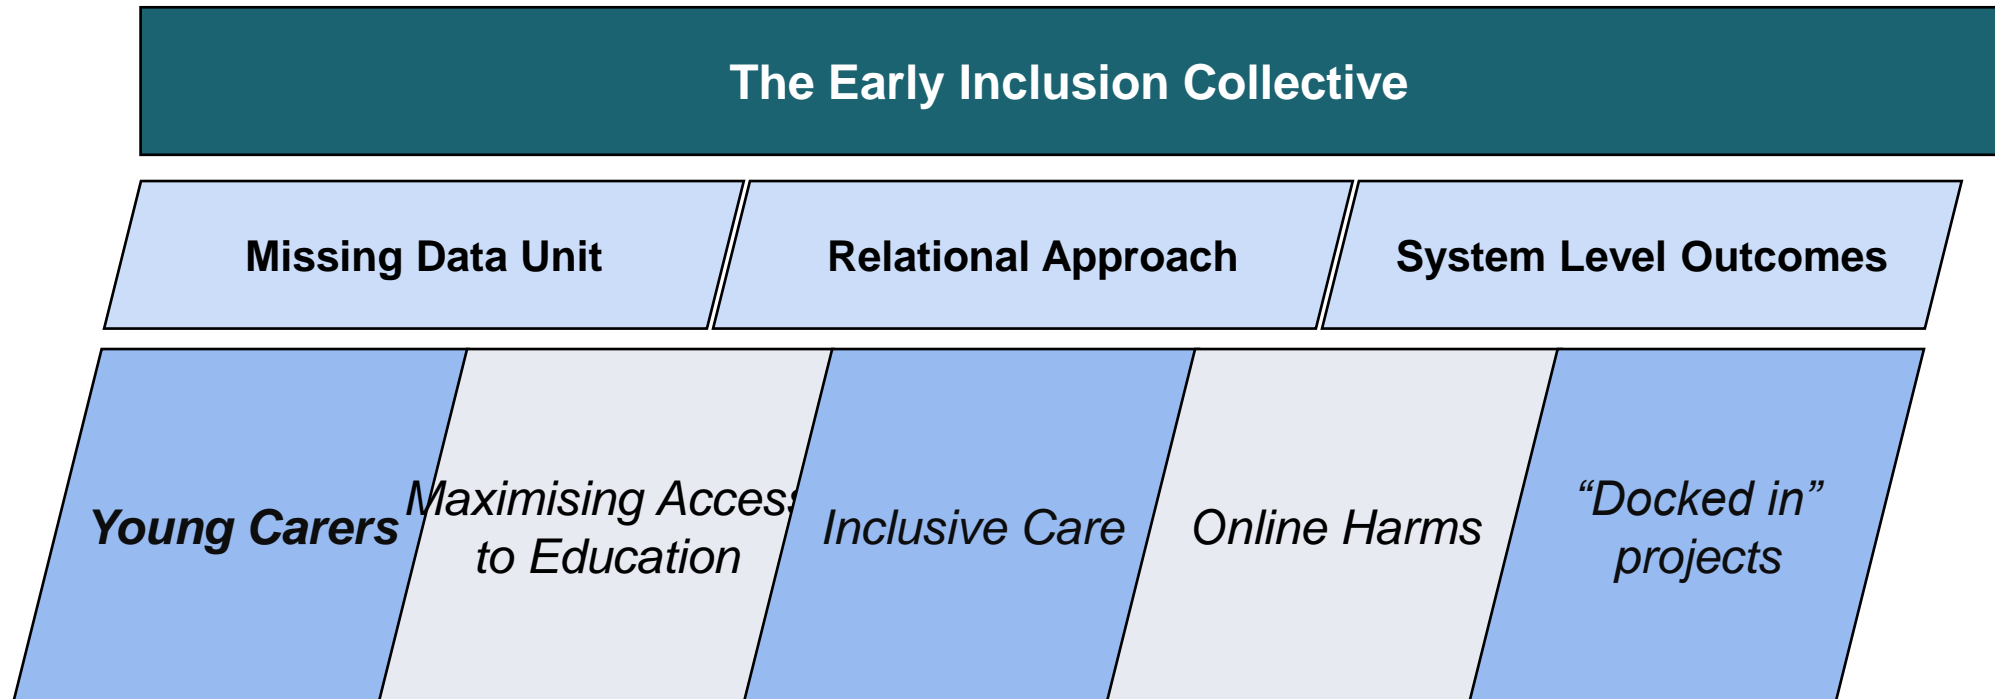 The Early Inclusion Collective
Missing Data Unit
Relational Approach
System Level Outcomes
Young Carers
Maximising Access
to Education
Inclusive Care
Online Harms
“Docked in”
projects